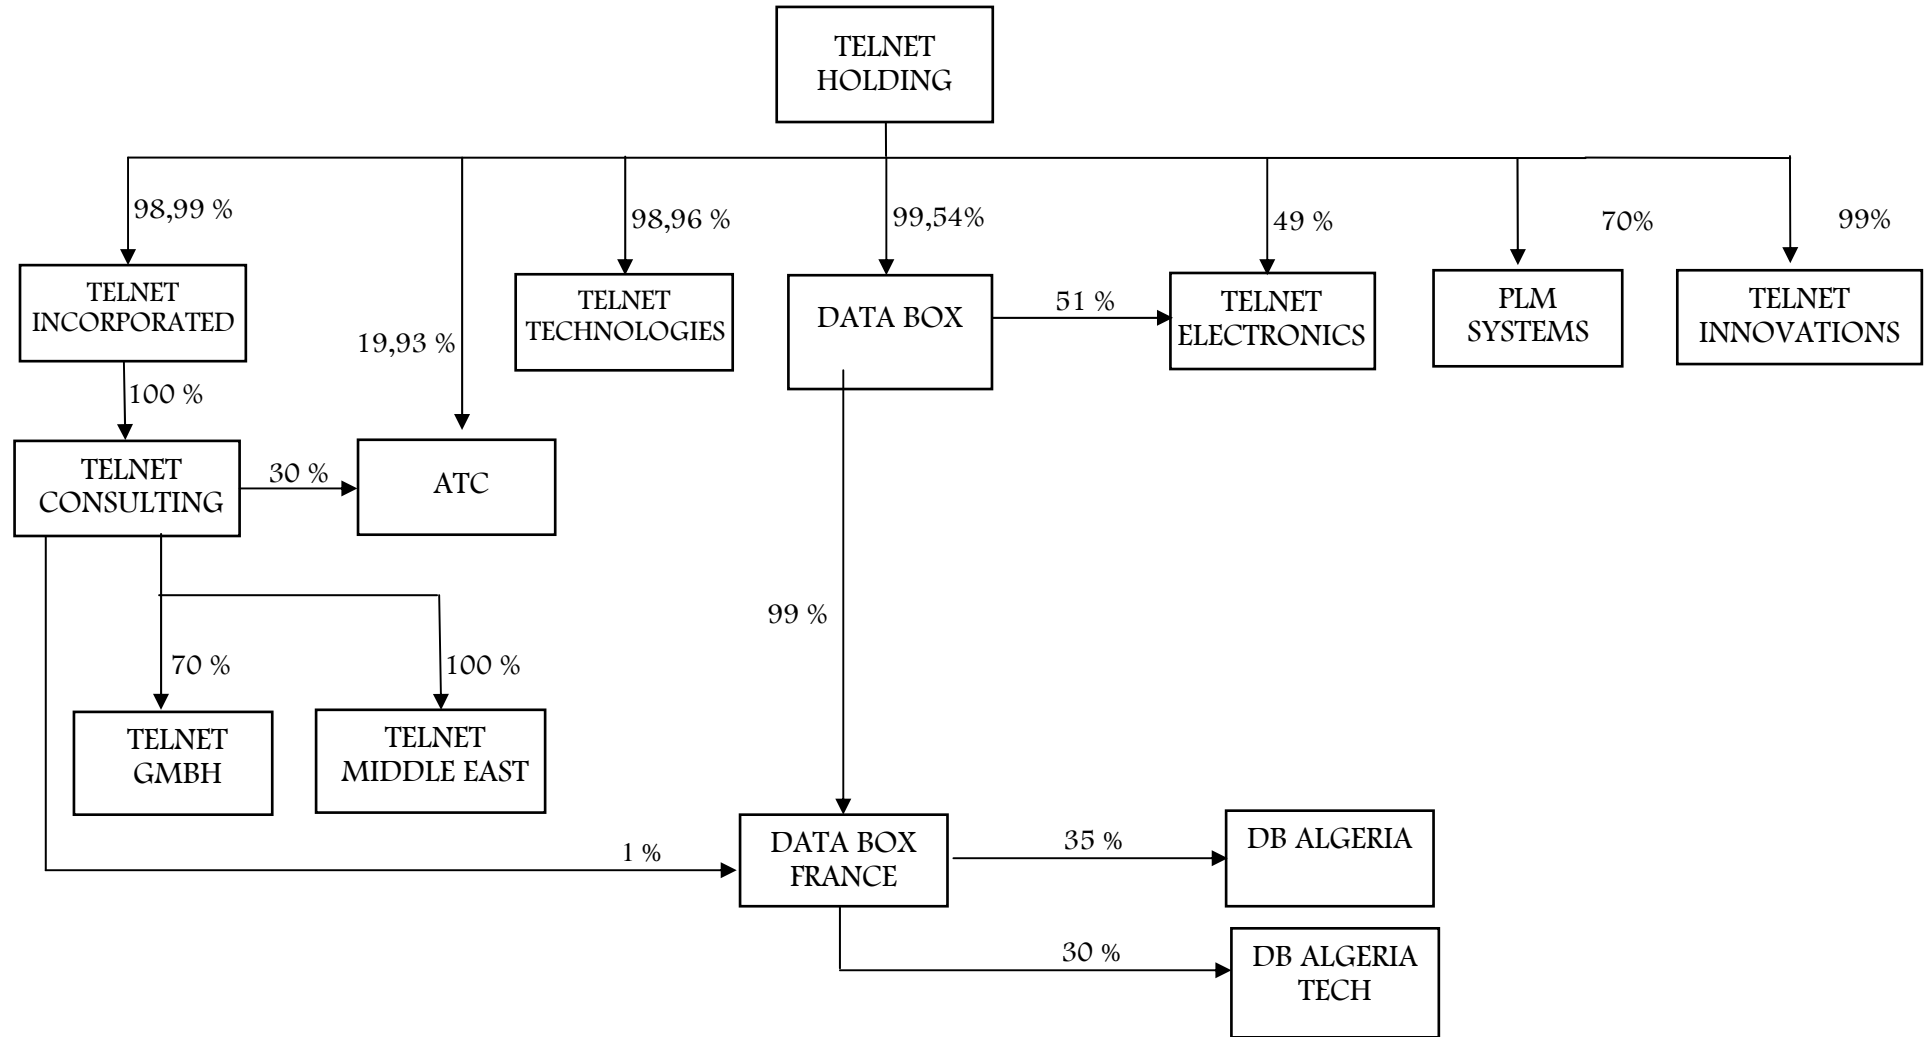 TELNET
HOLDING
98,99 %
19,93 %
98,96 %
99,54%
49 %
70%
99%
TELNET
INCORPORATED
TELNET
TECHNOLOGIES
DATA BOX
51 %
TELNET
ELECTRONICS
PLM
SYSTEMS
TELNET
INNOVATIONS
100 %
TELNET
CONSULTING
30 %
ATC
99 %
70 %
100 %
TELNET
GMBH
TELNET
MIDDLE EAST
1 %
DATA BOX
FRANCE
35 %
DB ALGERIA
30 %
DB ALGERIA
TECH